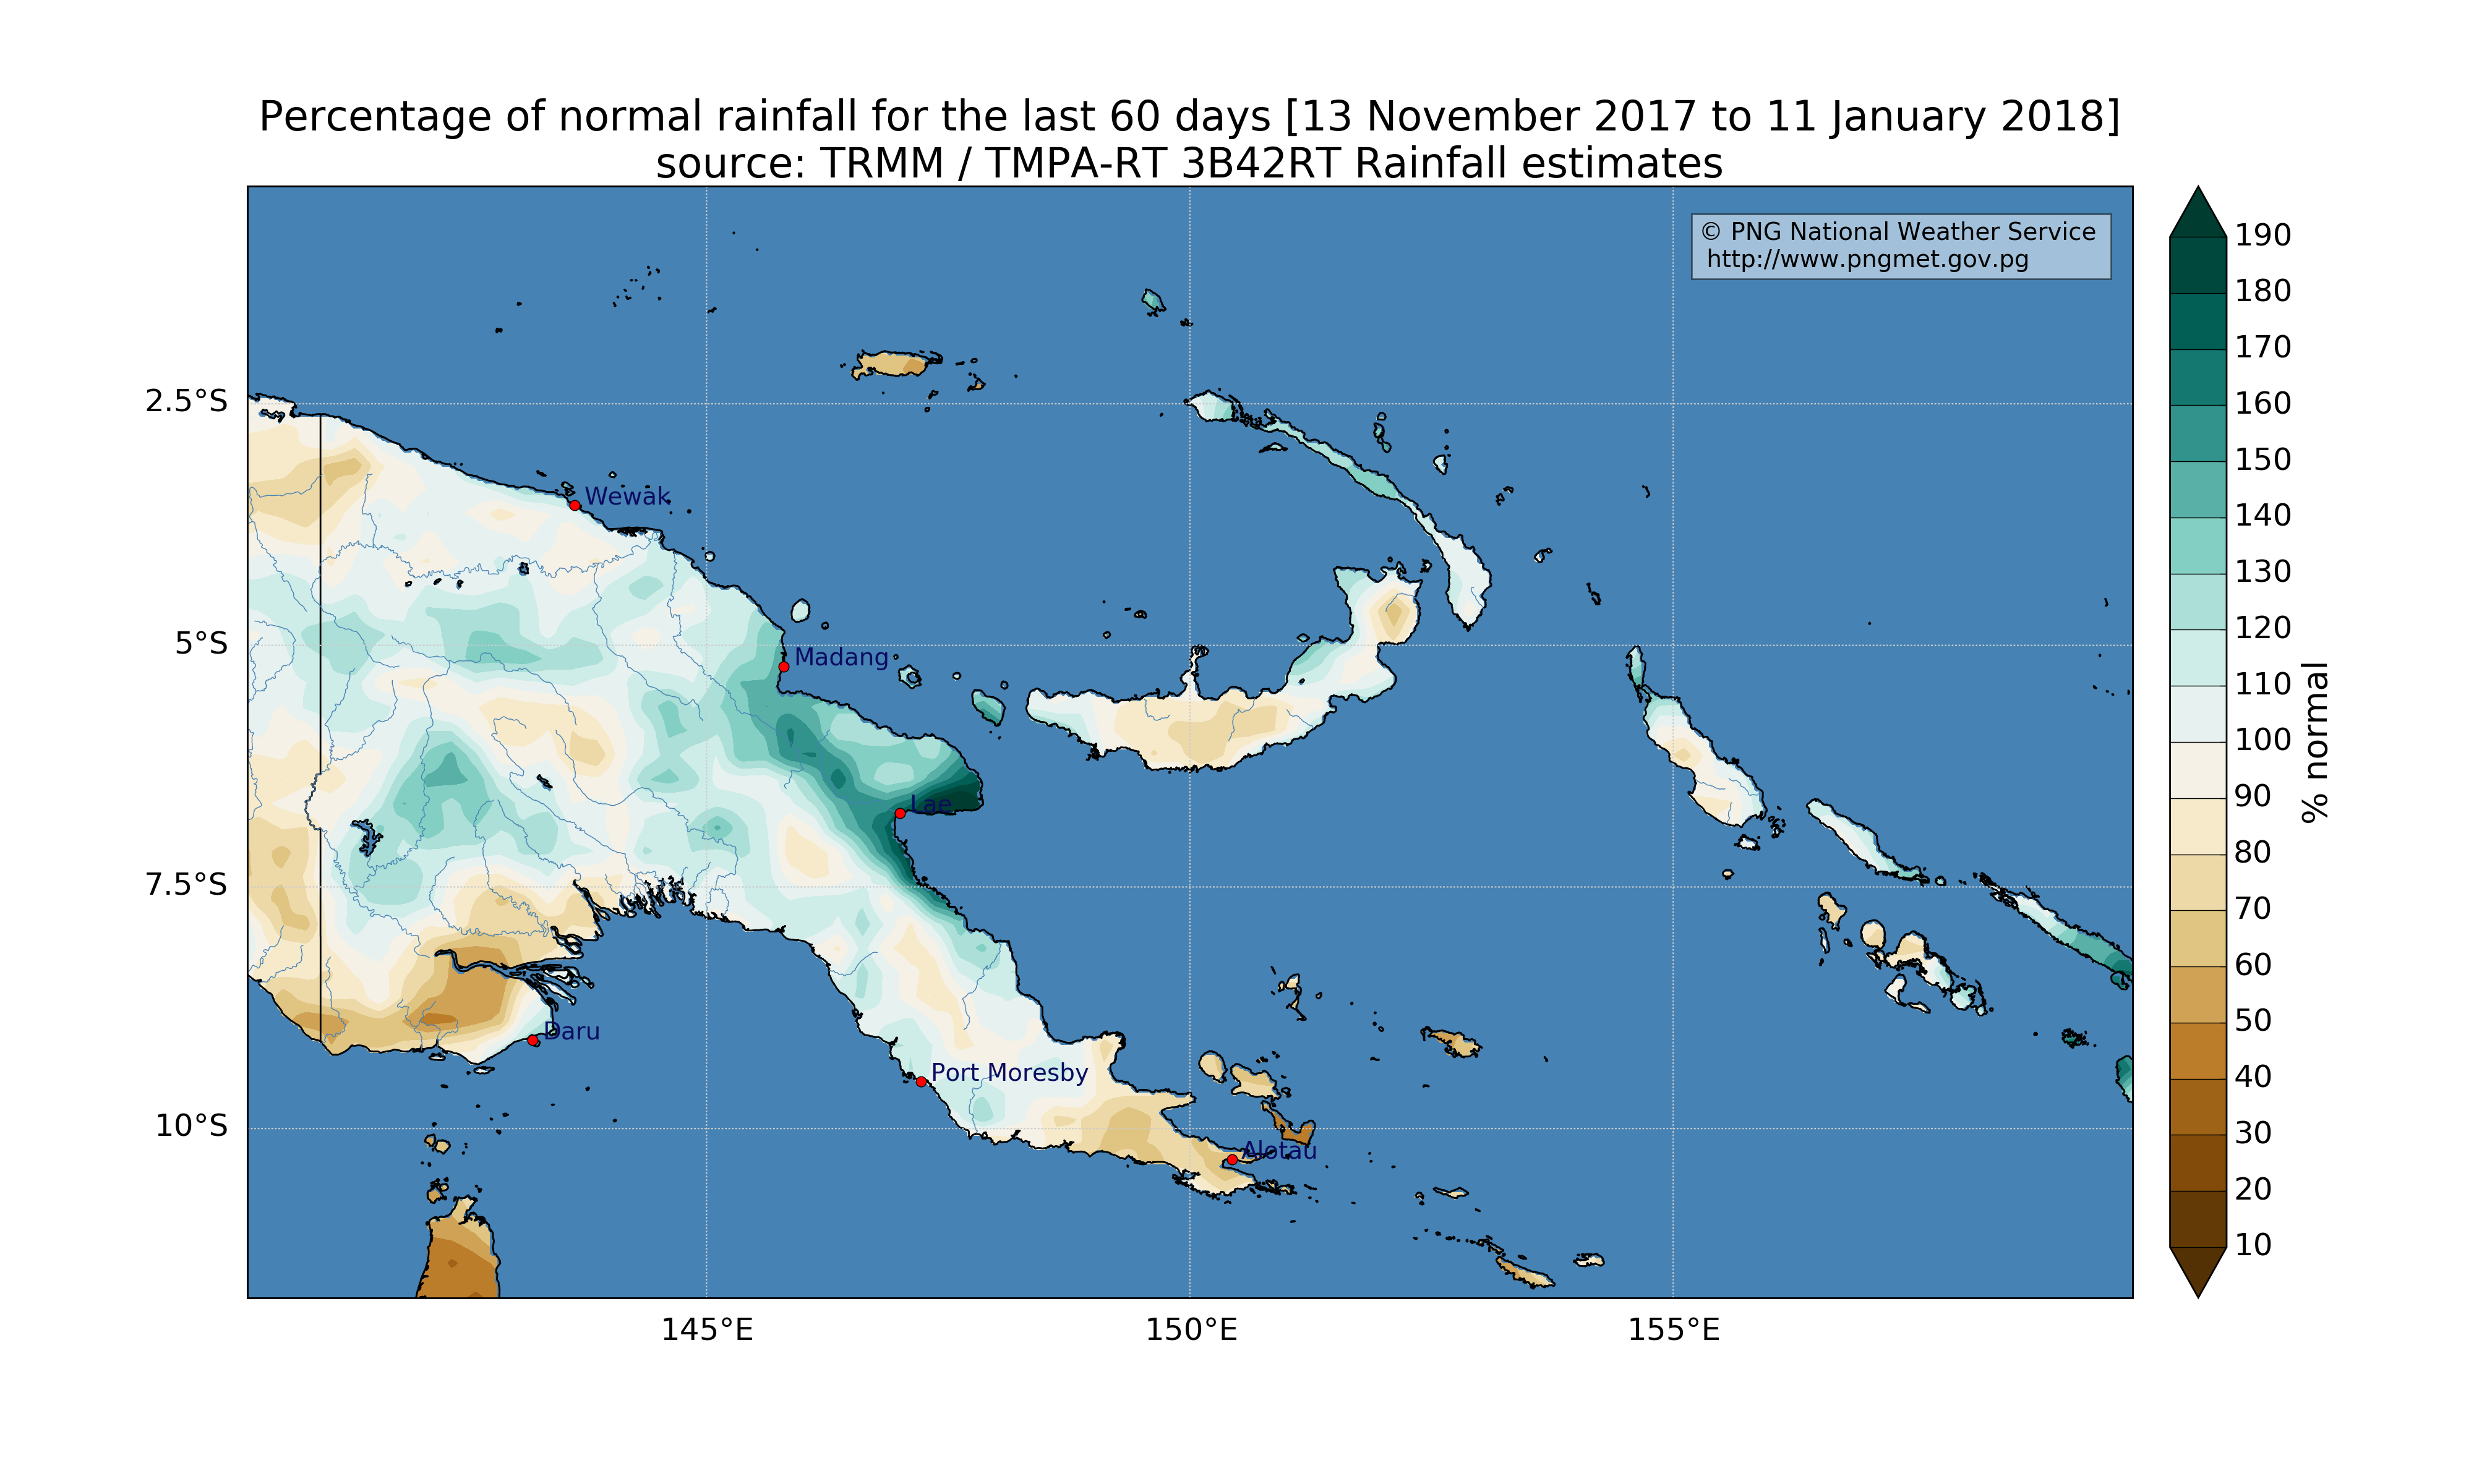 Percentage of normal rainfall for the last 60 days [13 November 2017 to 11 January 2018]
source: TRMM / TMPA-RT 3B42RT Rainfall estimates
© PNG National Weather Service
http://www.pngmet.gov.pg
2.5°S
5°S
7.5°S
10°S
Wewak
Madang
Lae
Daru
Port Moresby
Alotau
145°E
150°E
155°E
190
180
170
160
150
140
130
120
110
100
90
80
70
60
50
40
30
20
10
% normal